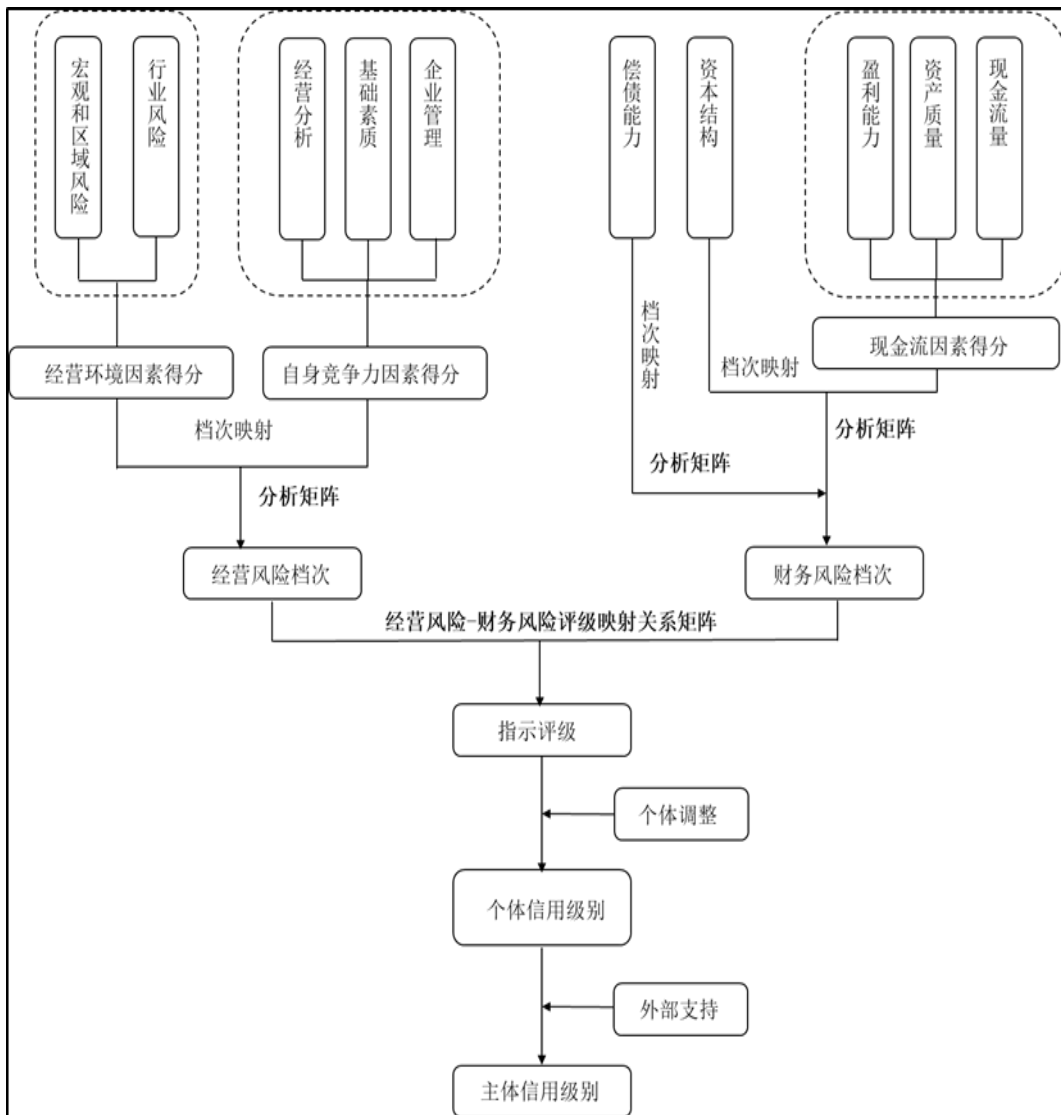 宏观和区域风险
行业风险
经营分析
基础素质
企业管理
偿债能力
资本结构
盈利能力
资产质量
现金流量
经营环境因素得分
自身竞争力因素得分
档次映射
档次映射
现金流因素得分
档次映射
分析矩阵
分析矩阵
分析矩阵
经营风险档次
财务风险档次
经营风险-财务风险评级映射关系矩阵
指示评级
个体调整
个体信用级别
外部支持
主体信用级别